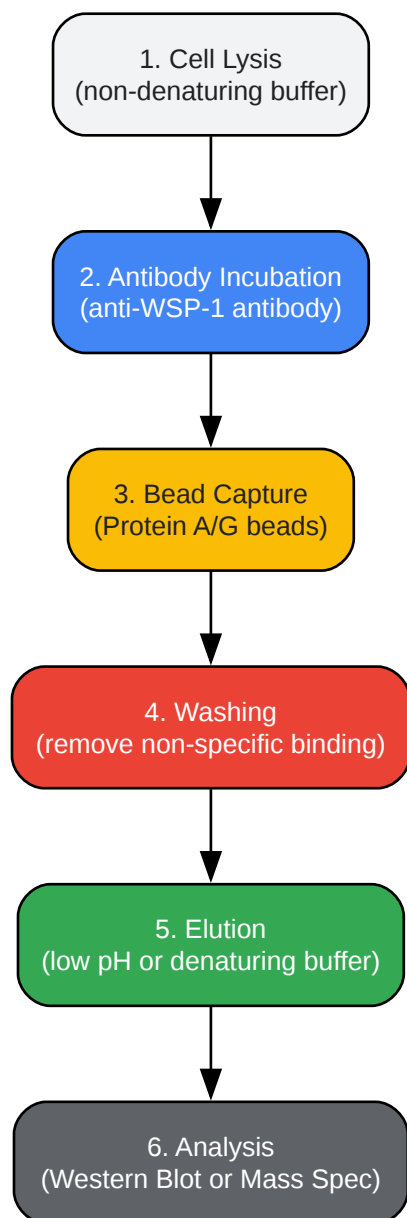 1. Cell Lysis
(non-denaturing buffer)
2. Antibody Incubation
(anti-WSP-1 antibody)
3. Bead Capture
(Protein A/G beads)
4. Washing
(remove non-specific binding)
5. Elution
(low pH or denaturing buffer)
6. Analysis
(Western Blot or Mass Spec)